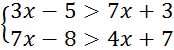 3x − 5 > 7x + 3
7x − 8 > 4x + 7